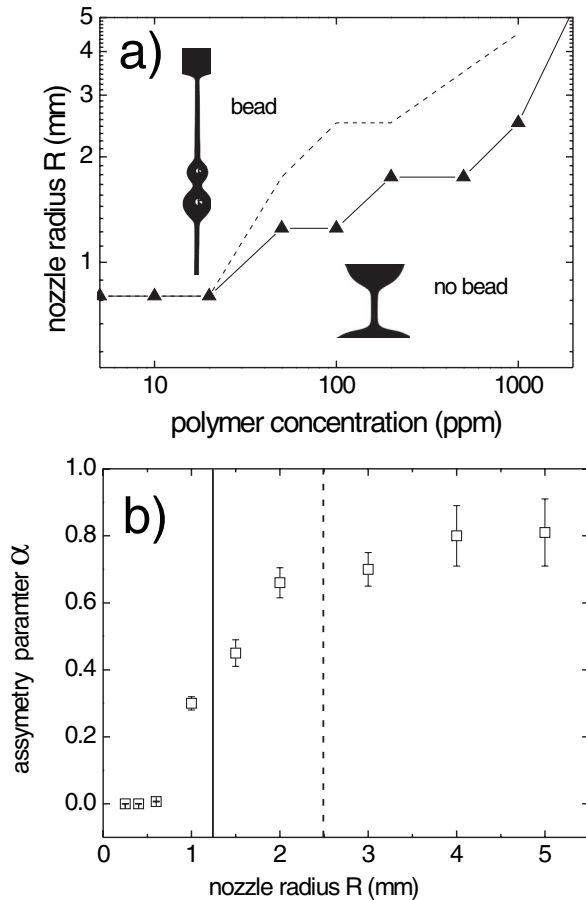 a)
5
4
3
2
1
bead
no bead
nozzle radius R (mm)
10
100
1000
polymer concentration (ppm)
b)
1.0
0.8
0.6
0.4
0.2
0.0
assymetry paramter α
0
1
2
3
4
5
nozzle radius R (mm)